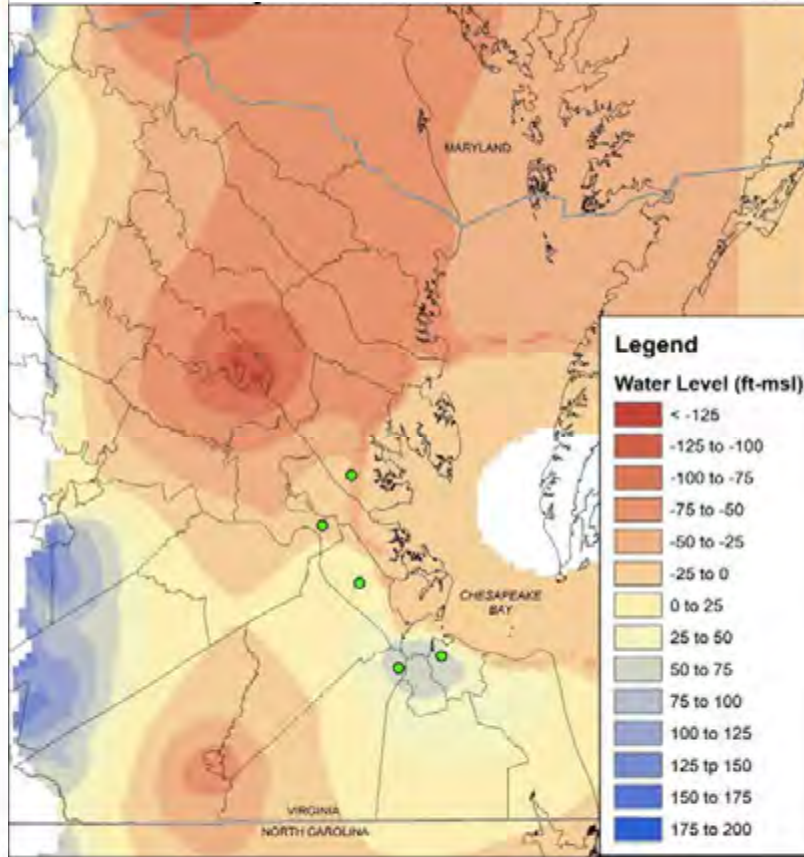 MARYLAND
Legend
Water Level (ft-msl)
< -125
-125 to -100
-100 to -75
-75 to -50
-50 to -25
-25 to 0
0 to 25
25 to 50
50 to 75
75 to 100
100 to 125
125 tp 150
150 to 175
175 to 200
CHESAPEAKE
BAY
VIRGINIA
NORTH CAROLINA